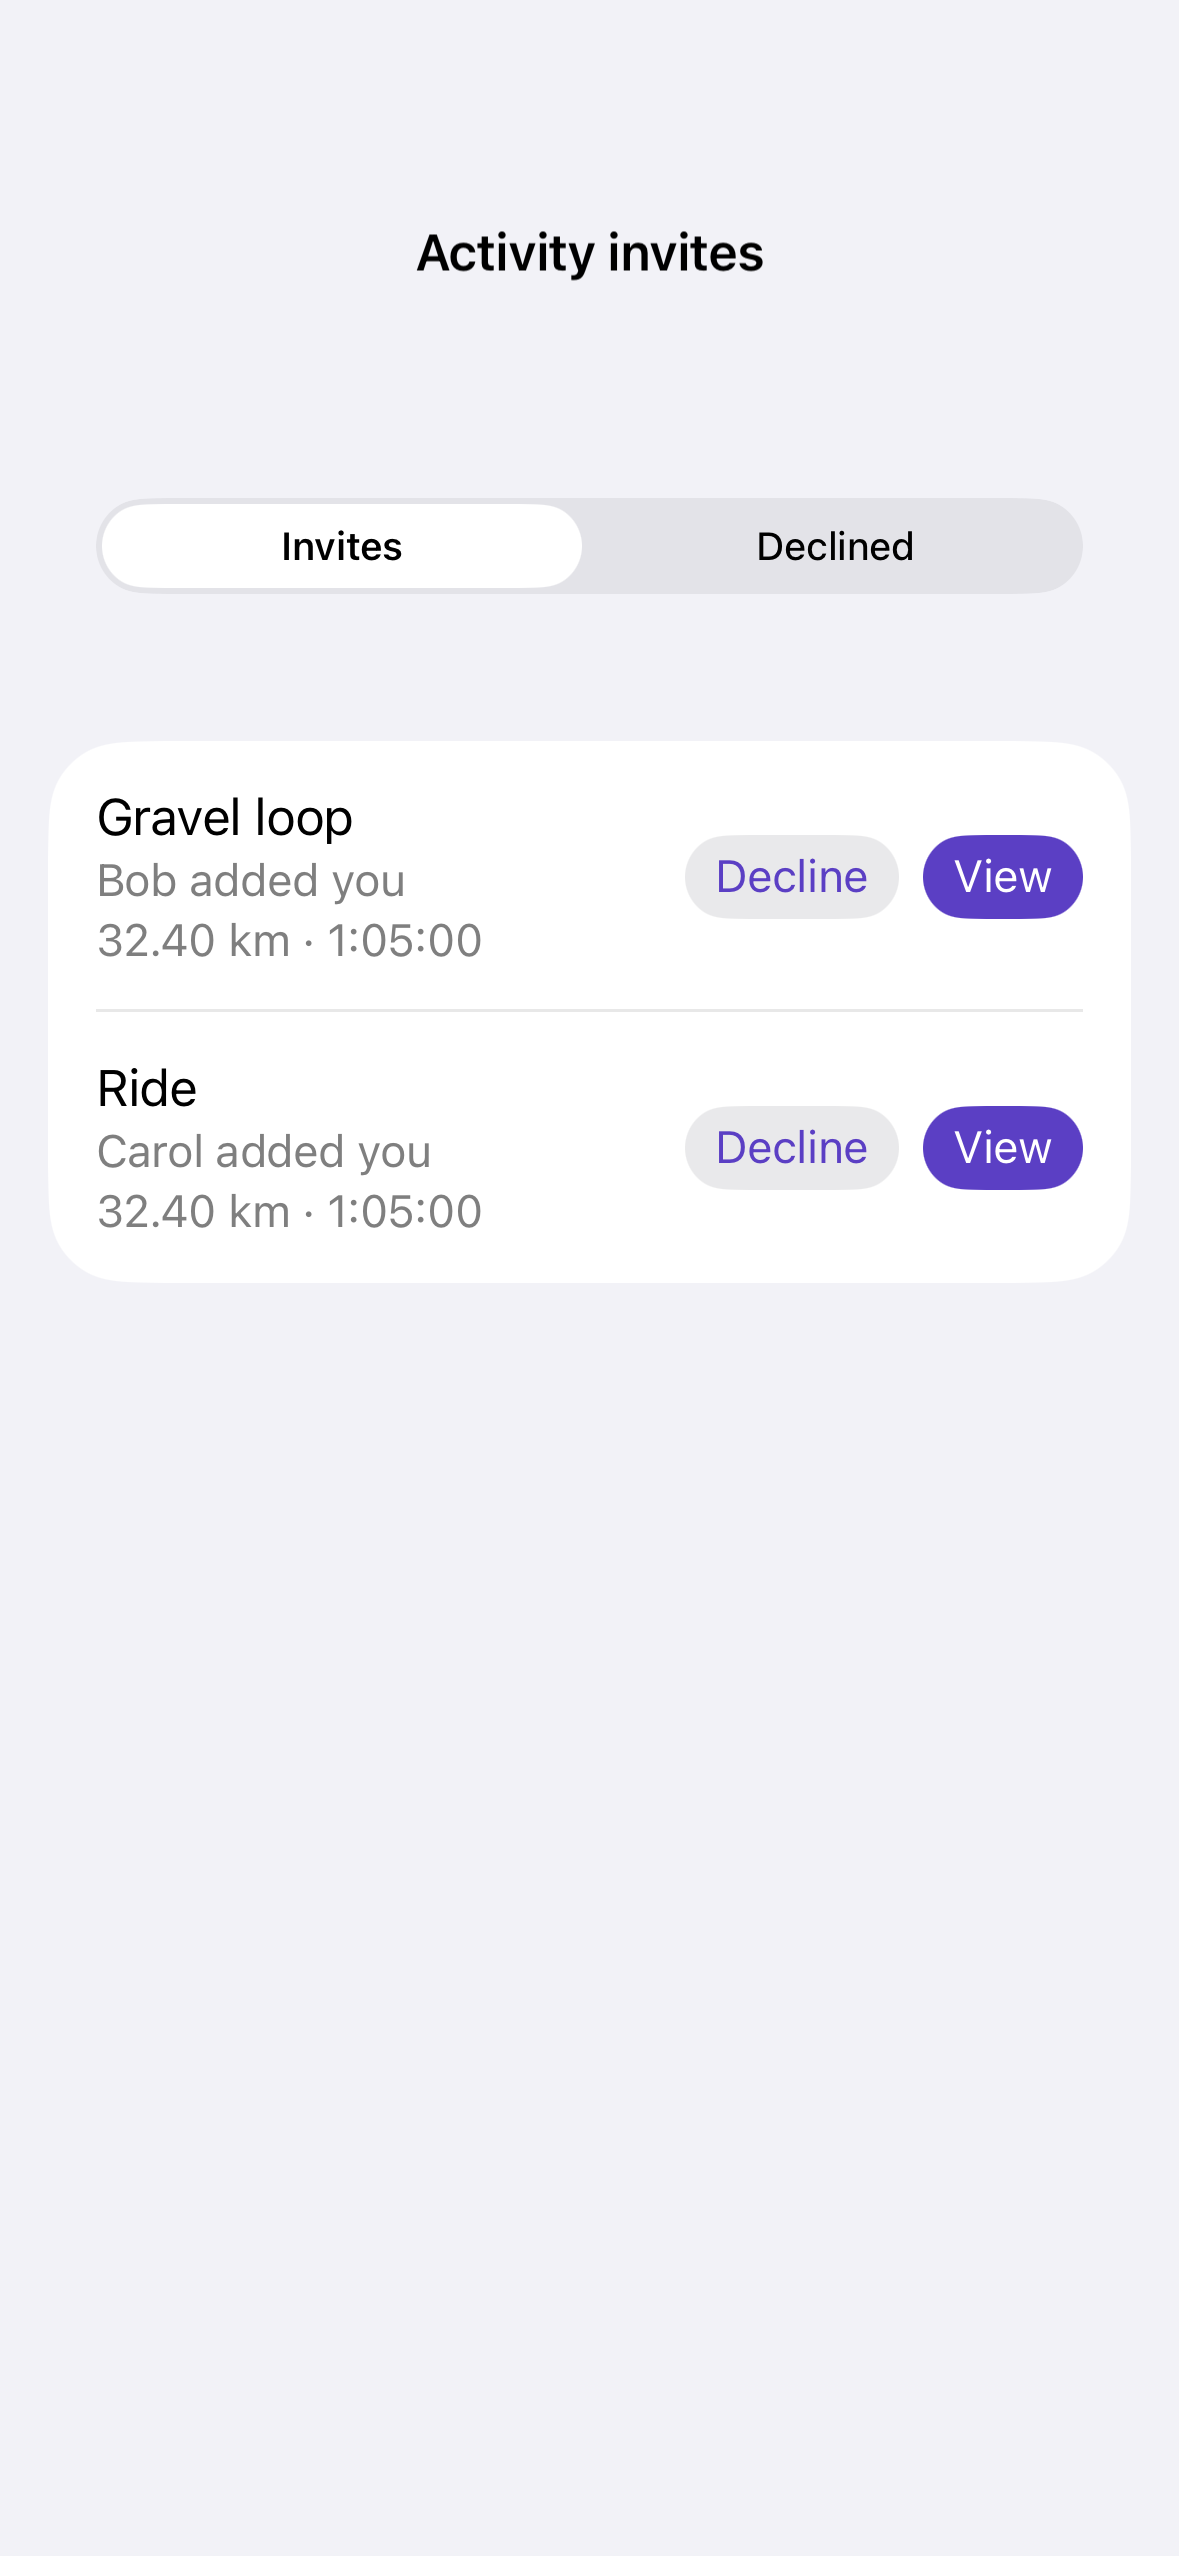 Activity invites
Invites
Declined
Gravel loop
Bob added you
32.40 km · 1:05:00
Decline
View
Ride
Carol added you
32.40 km · 1:05:00
Decline
View